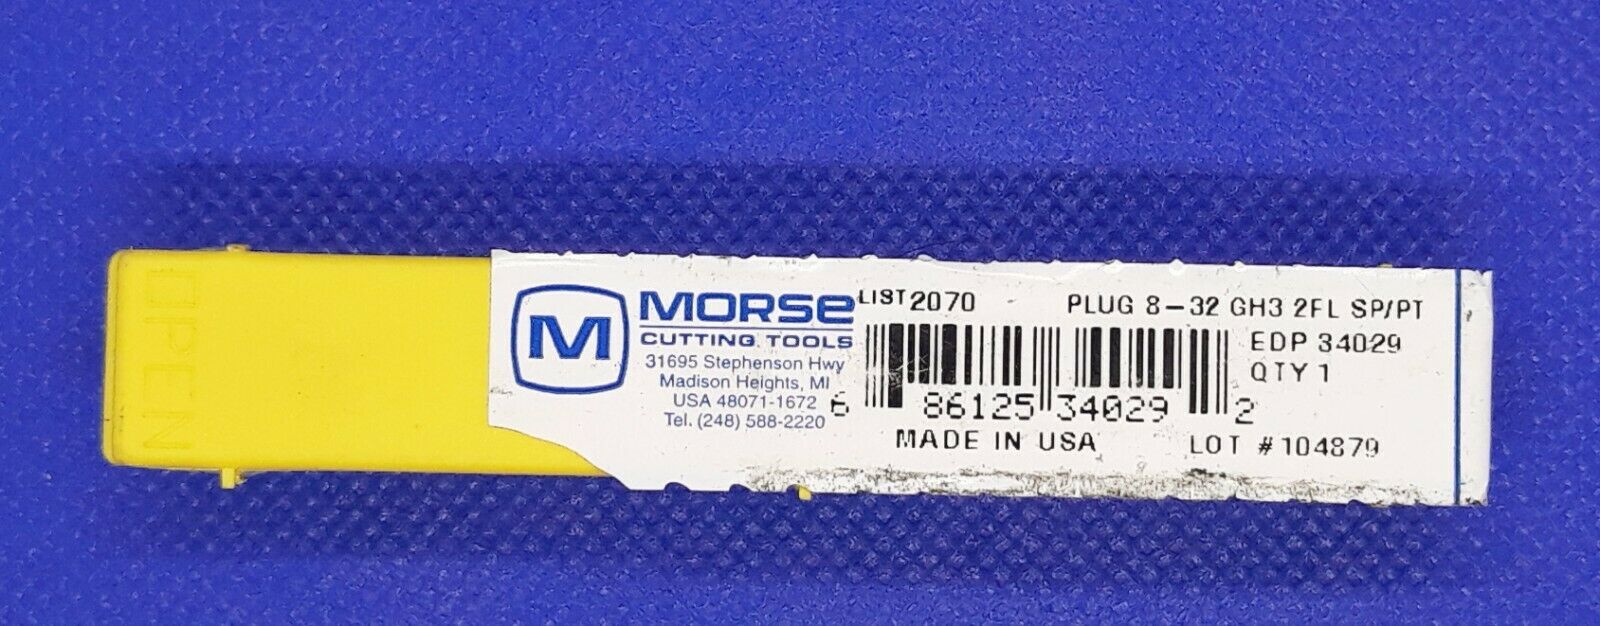 OPEN
M
MORSE
CUTTING TOOLS
31695 Stephenson Hwy
Madison Heights, MI
USA 48071-1672
Tel. (248) 588-2220
LIST 2070 PLUG 8-32 GH3 2FL SP/PT
EDP 34029
QTY 1
6 86125 34029 2
MADE IN USA LOT #104879